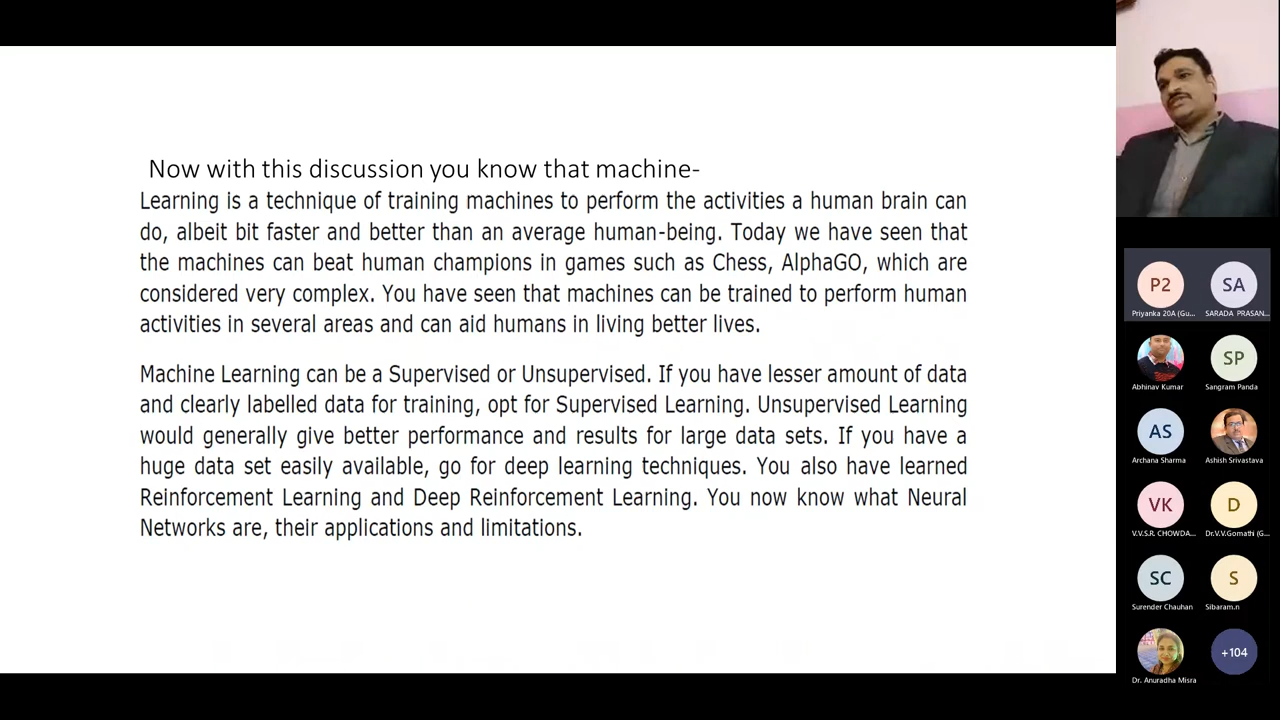 Now with this discussion you know that machine-
Learning is a technique of training machines to perform the activities a human brain can
do, albeit bit faster and better than an average human-being. Today we have seen that
the machines can beat human champions in games such as Chess, AlphaGO, which are
considered very complex. You have seen that machines can be trained to perform human
activities in several areas and can aid humans in living better lives.
Machine Learning can be a Supervised or Unsupervised. If you have lesser amount of data
and clearly labelled data for training, opt for Supervised Learning. Unsupervised Learning
would generally give better performance and results for large data sets. If you have a
huge data set easily available, go for deep learning techniques. You also have learned
Reinforcement Learning and Deep Reinforcement Learning. You now know what Neural
Networks are, their applications and limitations.
P2 SA
Priyanka 20A (Gu... SARADA PRASAN...
SP
Abhinav Kumar Sangram Panda
AS
Archana Sharma Ashish Srivastava
VK D
V.V.S.R. CHOWDA... Dr.V.V.Gomathi (G...
SC S
Surender Chauhan Sibaram.n
+104
Dr. Anuradha Misra